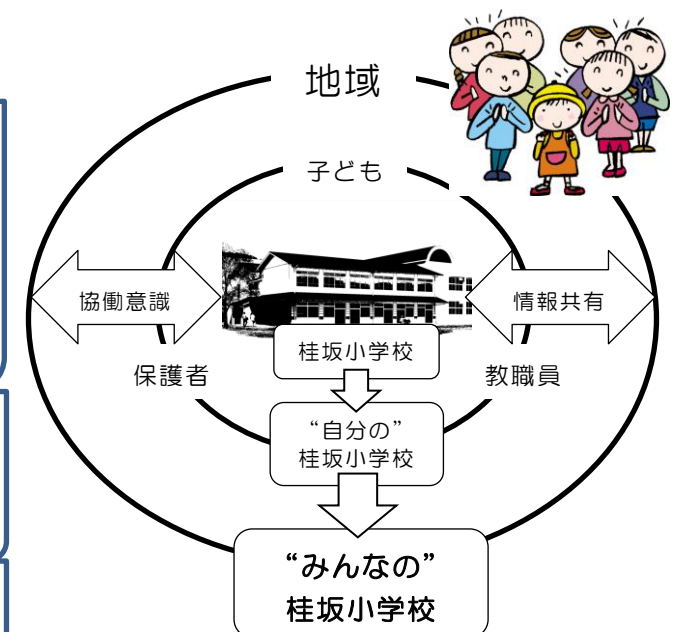 地域
子ども
協働意識
情報共有
桂坂小学校
保護者
教職員
“自分の”
桂坂小学校
“みんなの”
桂坂小学校